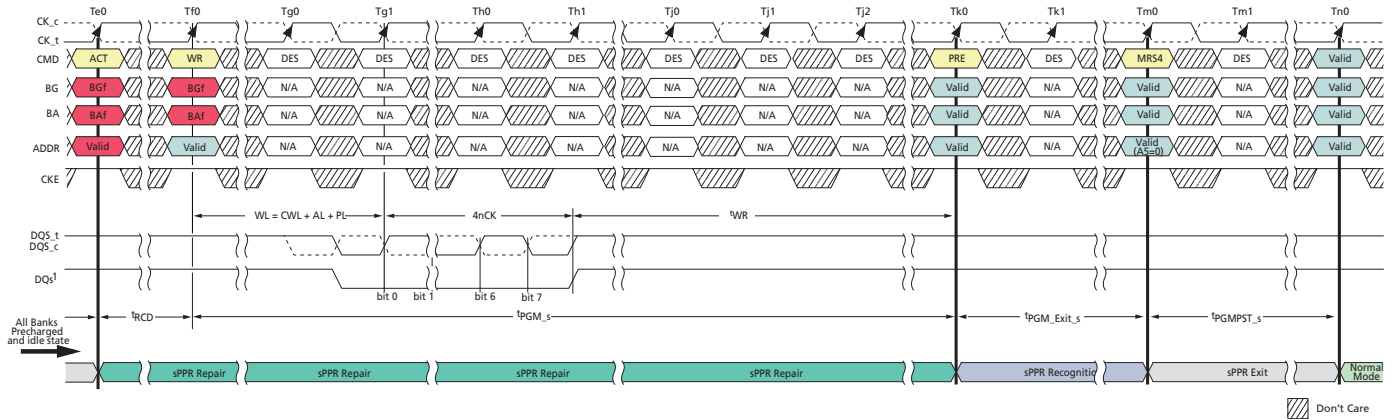 Te0 Tf0 Tg0 Tg1 Th0 Th1 Tj0 Tj1 Tj2 Tk0 Tk1 Tm0 Tm1 Tn0
CK_c
CK_t
CMD ACT WR DES DES DES DES DES DES DES PRE DES MRS4 DES Valid
BG BGf BGf N/A N/A N/A N/A N/A N/A N/A Valid N/A Valid N/A Valid
BA BAf BAf N/A N/A N/A N/A N/A N/A N/A Valid N/A Valid N/A Valid
ADDR Valid Valid N/A N/A N/A N/A N/A N/A N/A Valid N/A Valid (A5=0) N/A Valid
CKE
WL = CWL + AL + PL 4nCK tWR
DQS_t
DQS_c
DQs1
bit 0 bit 1 bit 6 bit 7
All Banks
Precharged
and idle state
tRCD tPGM_s tPGM_Exit_s tPGMPST_s
sPPR Repair sPPR Repair sPPR Repair sPPR Repair sPPR Recognitic sPPR Exit Normal
Mode
Don't Care